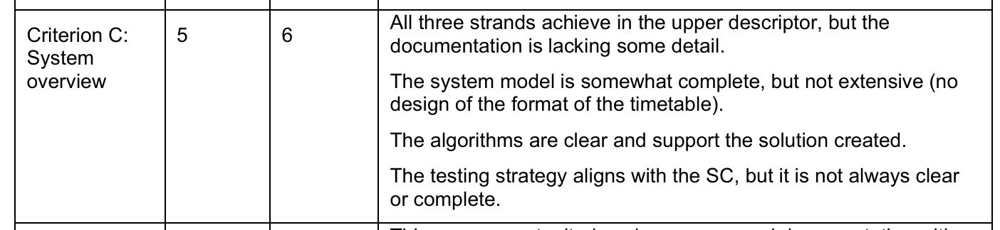 Criterion C:
System
overview
5
6
All three strands achieve in the upper descriptor, but the
documentation is lacking some detail.
The system model is somewhat complete, but not extensive (no
design of the format of the timetable).
The algorithms are clear and support the solution created.
The testing strategy aligns with the SC, but it is not always clear
or complete.